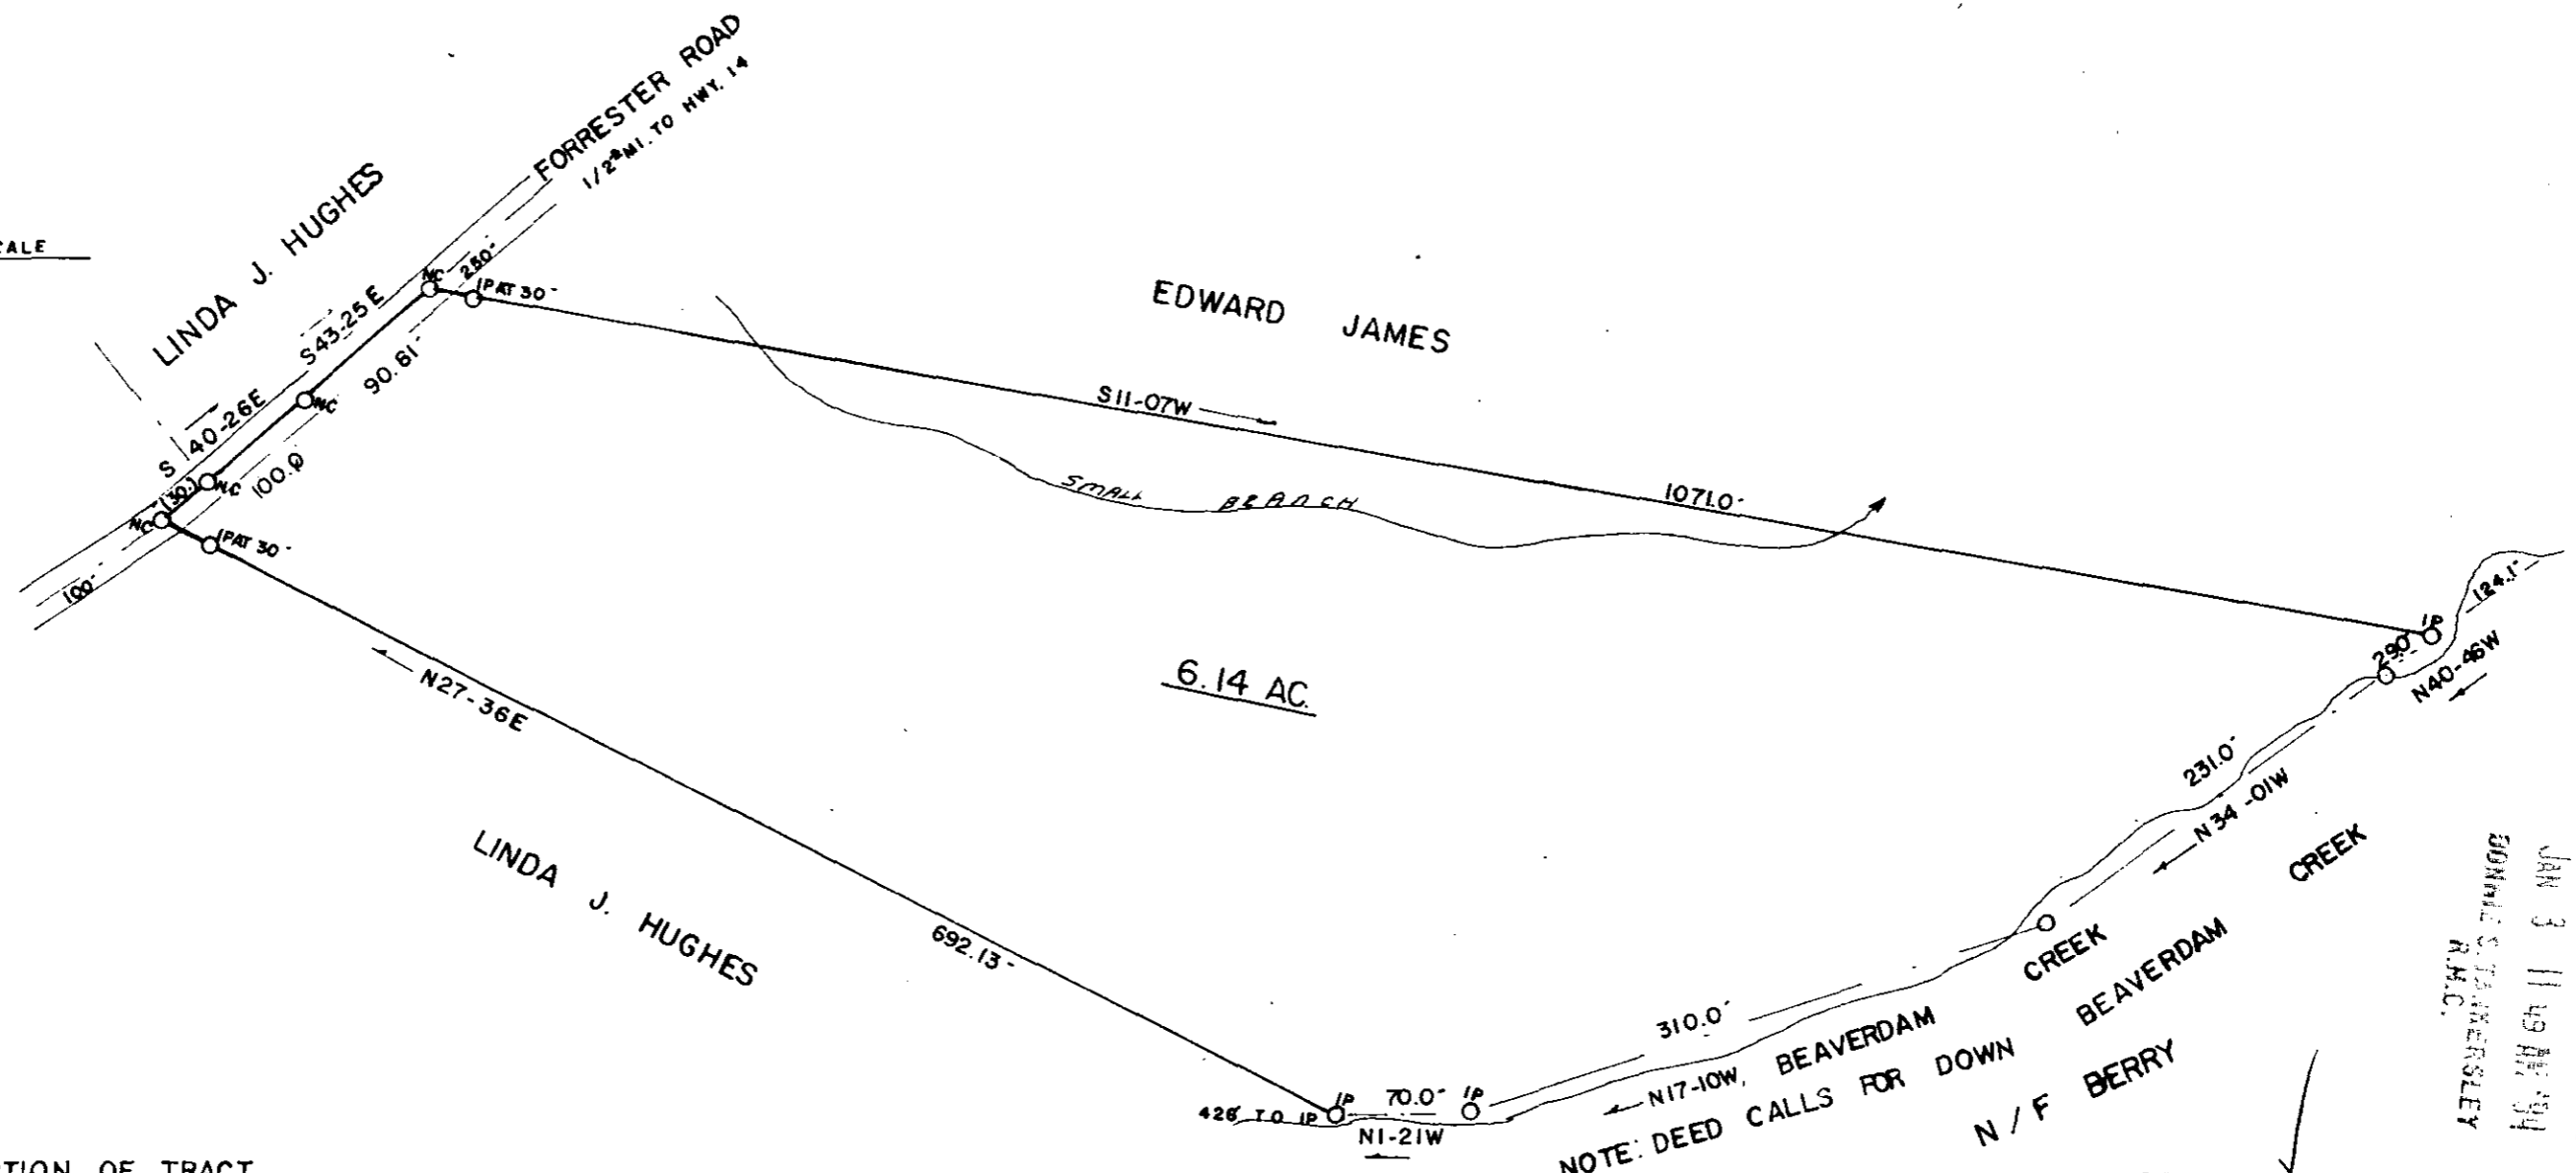 FORRESTER ROAD
1/2 MI. TO HWY. 14
LINDA J. HUGHES
CALE
NC
250'
IP AT 30'
S43-25E
90.81'
NC
S 40-26E
100.0
(30.)
NC
NC
IP AT 30'
100'
EDWARD JAMES
S11-07W
1071.0'
SMALL BRANCH
124.1'
IP
290'
N40-46W
6.14 AC.
N27-36E
231.0'
N34-01W
LINDA J. HUGHES
692.13'
310.0'
N17-10W, BEAVERDAM CREEK
NOTE: DEED CALLS FOR DOWN BEAVERDAM CREEK
N/F BERRY
426' TO IP
IP
70.0'
IP
N1-21W
JAN 3 11 49 AM
DONNIE S. TANKERSLEY
R.M.C.
TION OF TRACT